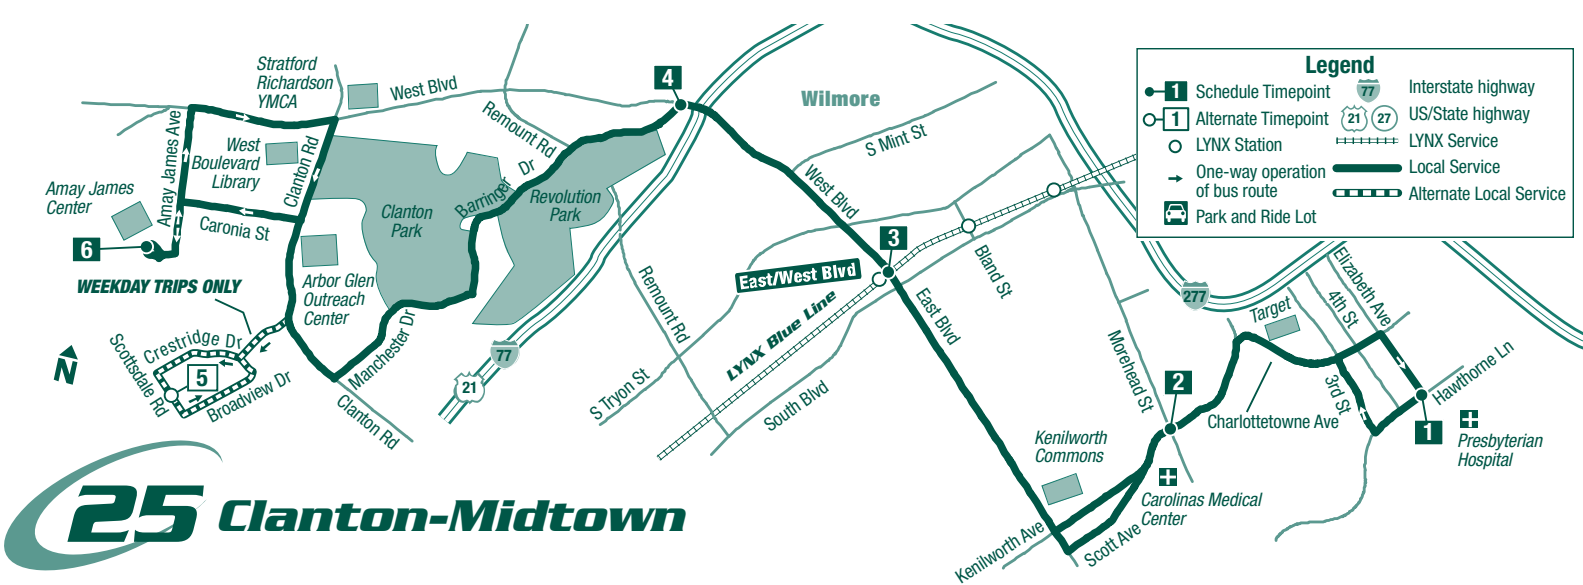 Stratford
Richardson
YMCA
West Blvd
4
Wilmore
S Mint St
Remount Rd
Amay James Ave
West
Boulevard
Library
Clanton Rd
Amay James
Center
Caronia St
6
Clanton
Park
Barringer Dr
Revolution
Park
West Blvd
3
East/West Blvd
Bland St
WEEKDAY TRIPS ONLY
Arbor Glen
Outreach
Center
Remount Rd
LYNX Blue Line
East Blvd
Crestridge Dr
Scottsdale Rd
5
Broadview Dr
Manchester Dr
Clanton Rd
77
21
S Tryon St
South Blvd
N
Morehead St
277
Target
4th St
Elizabeth Ave
2
3rd St
Hawthorne Ln
Charlottetowne Ave
1
Presbyterian
Hospital
Kenilworth
Commons
Carolinas Medical
Center
Kenilworth Ave
Scott Ave
25 Clanton-Midtown
Legend
1 Schedule Timepoint
1 Alternate Timepoint
LYNX Station
One-way operation
of bus route
Park and Ride Lot
77 Interstate highway
21 27 US/State highway
LYNX Service
Local Service
Alternate Local Service